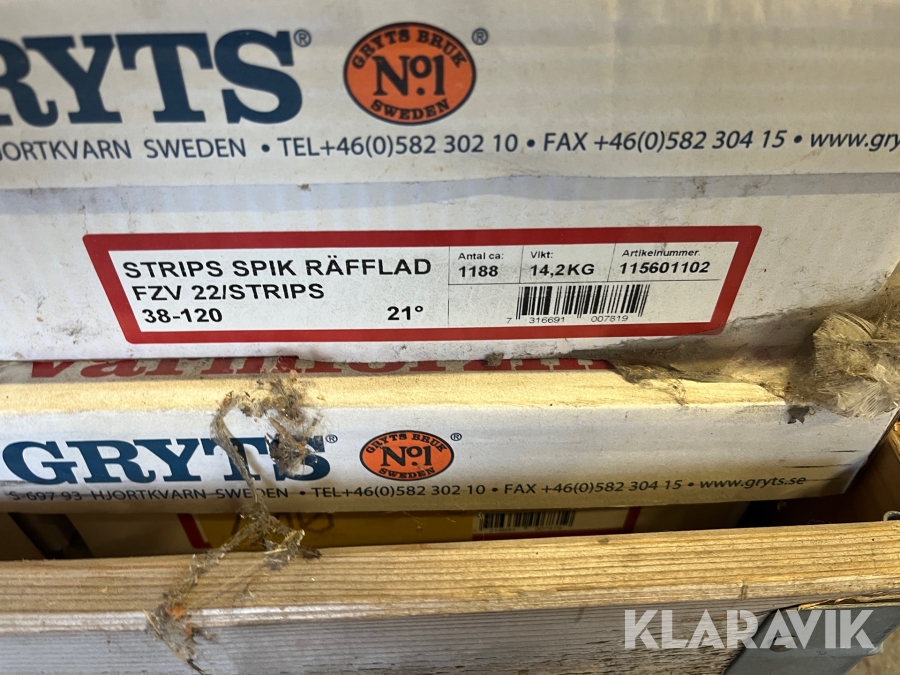 RYTS®
GRYTS BRUK
No1
SWEDEN
®
HJORTKVARN SWEDEN • TEL+46(0)582 302 10 • FAX +46(0)582 304 15 • www.gry
STRIPS SPIK RÄFFLAD
FZV 22/STRIPS
38-120 21°
Antal ca:
1188
Vikt:
14,2KG
Artikelnummer
115601102
7 316691 007819
GRYTS®
GRYTS BRUK
No1
SWEDEN
®
S-697 93 HJORTKVARN-SWEDEN • TEL+46(0)582 302 10 • FAX +46(0)582 304 15 • www.gryts.se
KLARAVIK